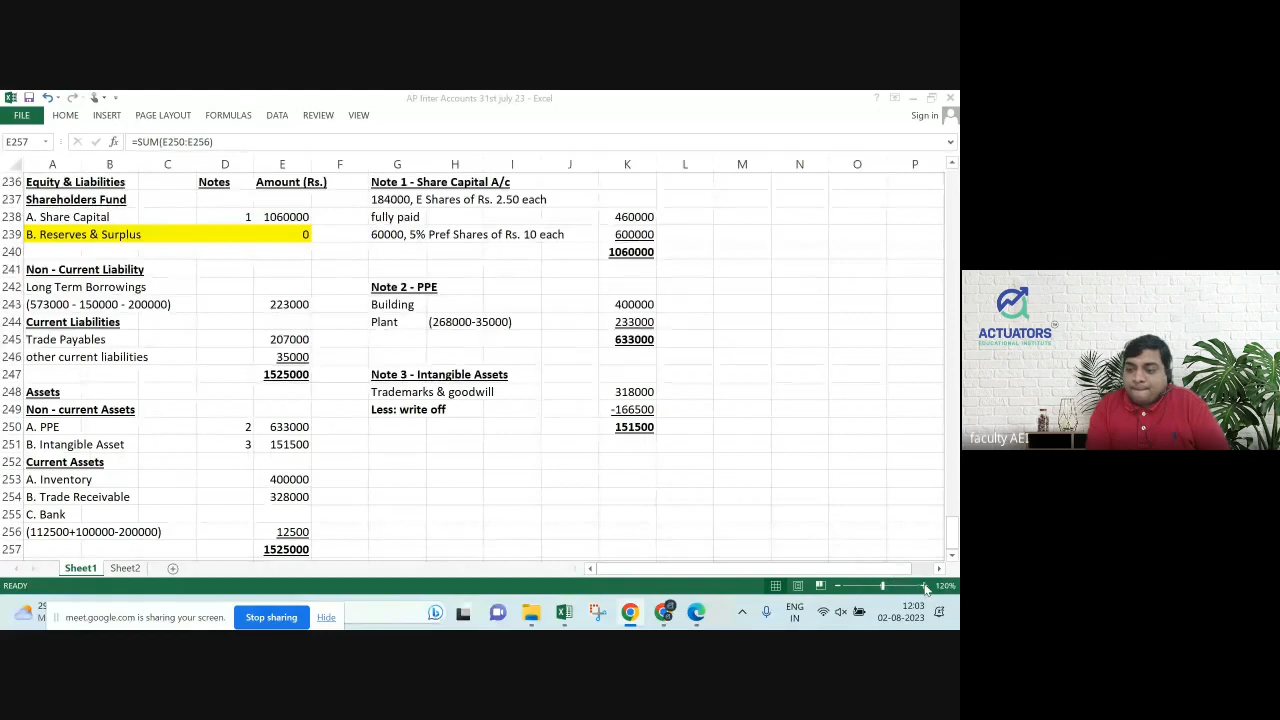 AP Inter Accounts 31st july 23 - Excel
FILE HOME INSERT PAGE LAYOUT FORMULAS DATA REVIEW VIEW Sign in
E257 fx =SUM(E250:E256)
A B C D E F G H I J K L M N O P
236 Equity & Liabilities Notes Amount (Rs.) Note 1 - Share Capital A/c
237 Shareholders Fund 184000, E Shares of Rs. 2.50 each
238 A. Share Capital 1 1060000 fully paid 460000
239 B. Reserves & Surplus 0 60000, 5% Pref Shares of Rs. 10 each 600000
240 1060000
241 Non - Current Liability
242 Long Term Borrowings Note 2 - PPE
243 (573000 - 150000 - 200000) 223000 Building 400000
244 Current Liabilities Plant (268000-35000) 233000
245 Trade Payables 207000 633000
246 other current liabilities 35000
247 1525000 Note 3 - Intangible Assets
248 Assets Trademarks & goodwill 318000
249 Non - current Assets Less: write off -166500
250 A. PPE 2 633000 151500
251 B. Intangible Asset 3 151500
252 Current Assets
253 A. Inventory 400000
254 B. Trade Receivable 328000
255 C. Bank
256 (112500+100000-200000) 12500
257 1525000
Sheet1 Sheet2
READY 120%
meet.google.com is sharing your screen. Stop sharing Hide
ENG
IN
12:03
02-08-2023
ACTUATORS
EDUCATIONAL INSTITUTE
faculty AEI